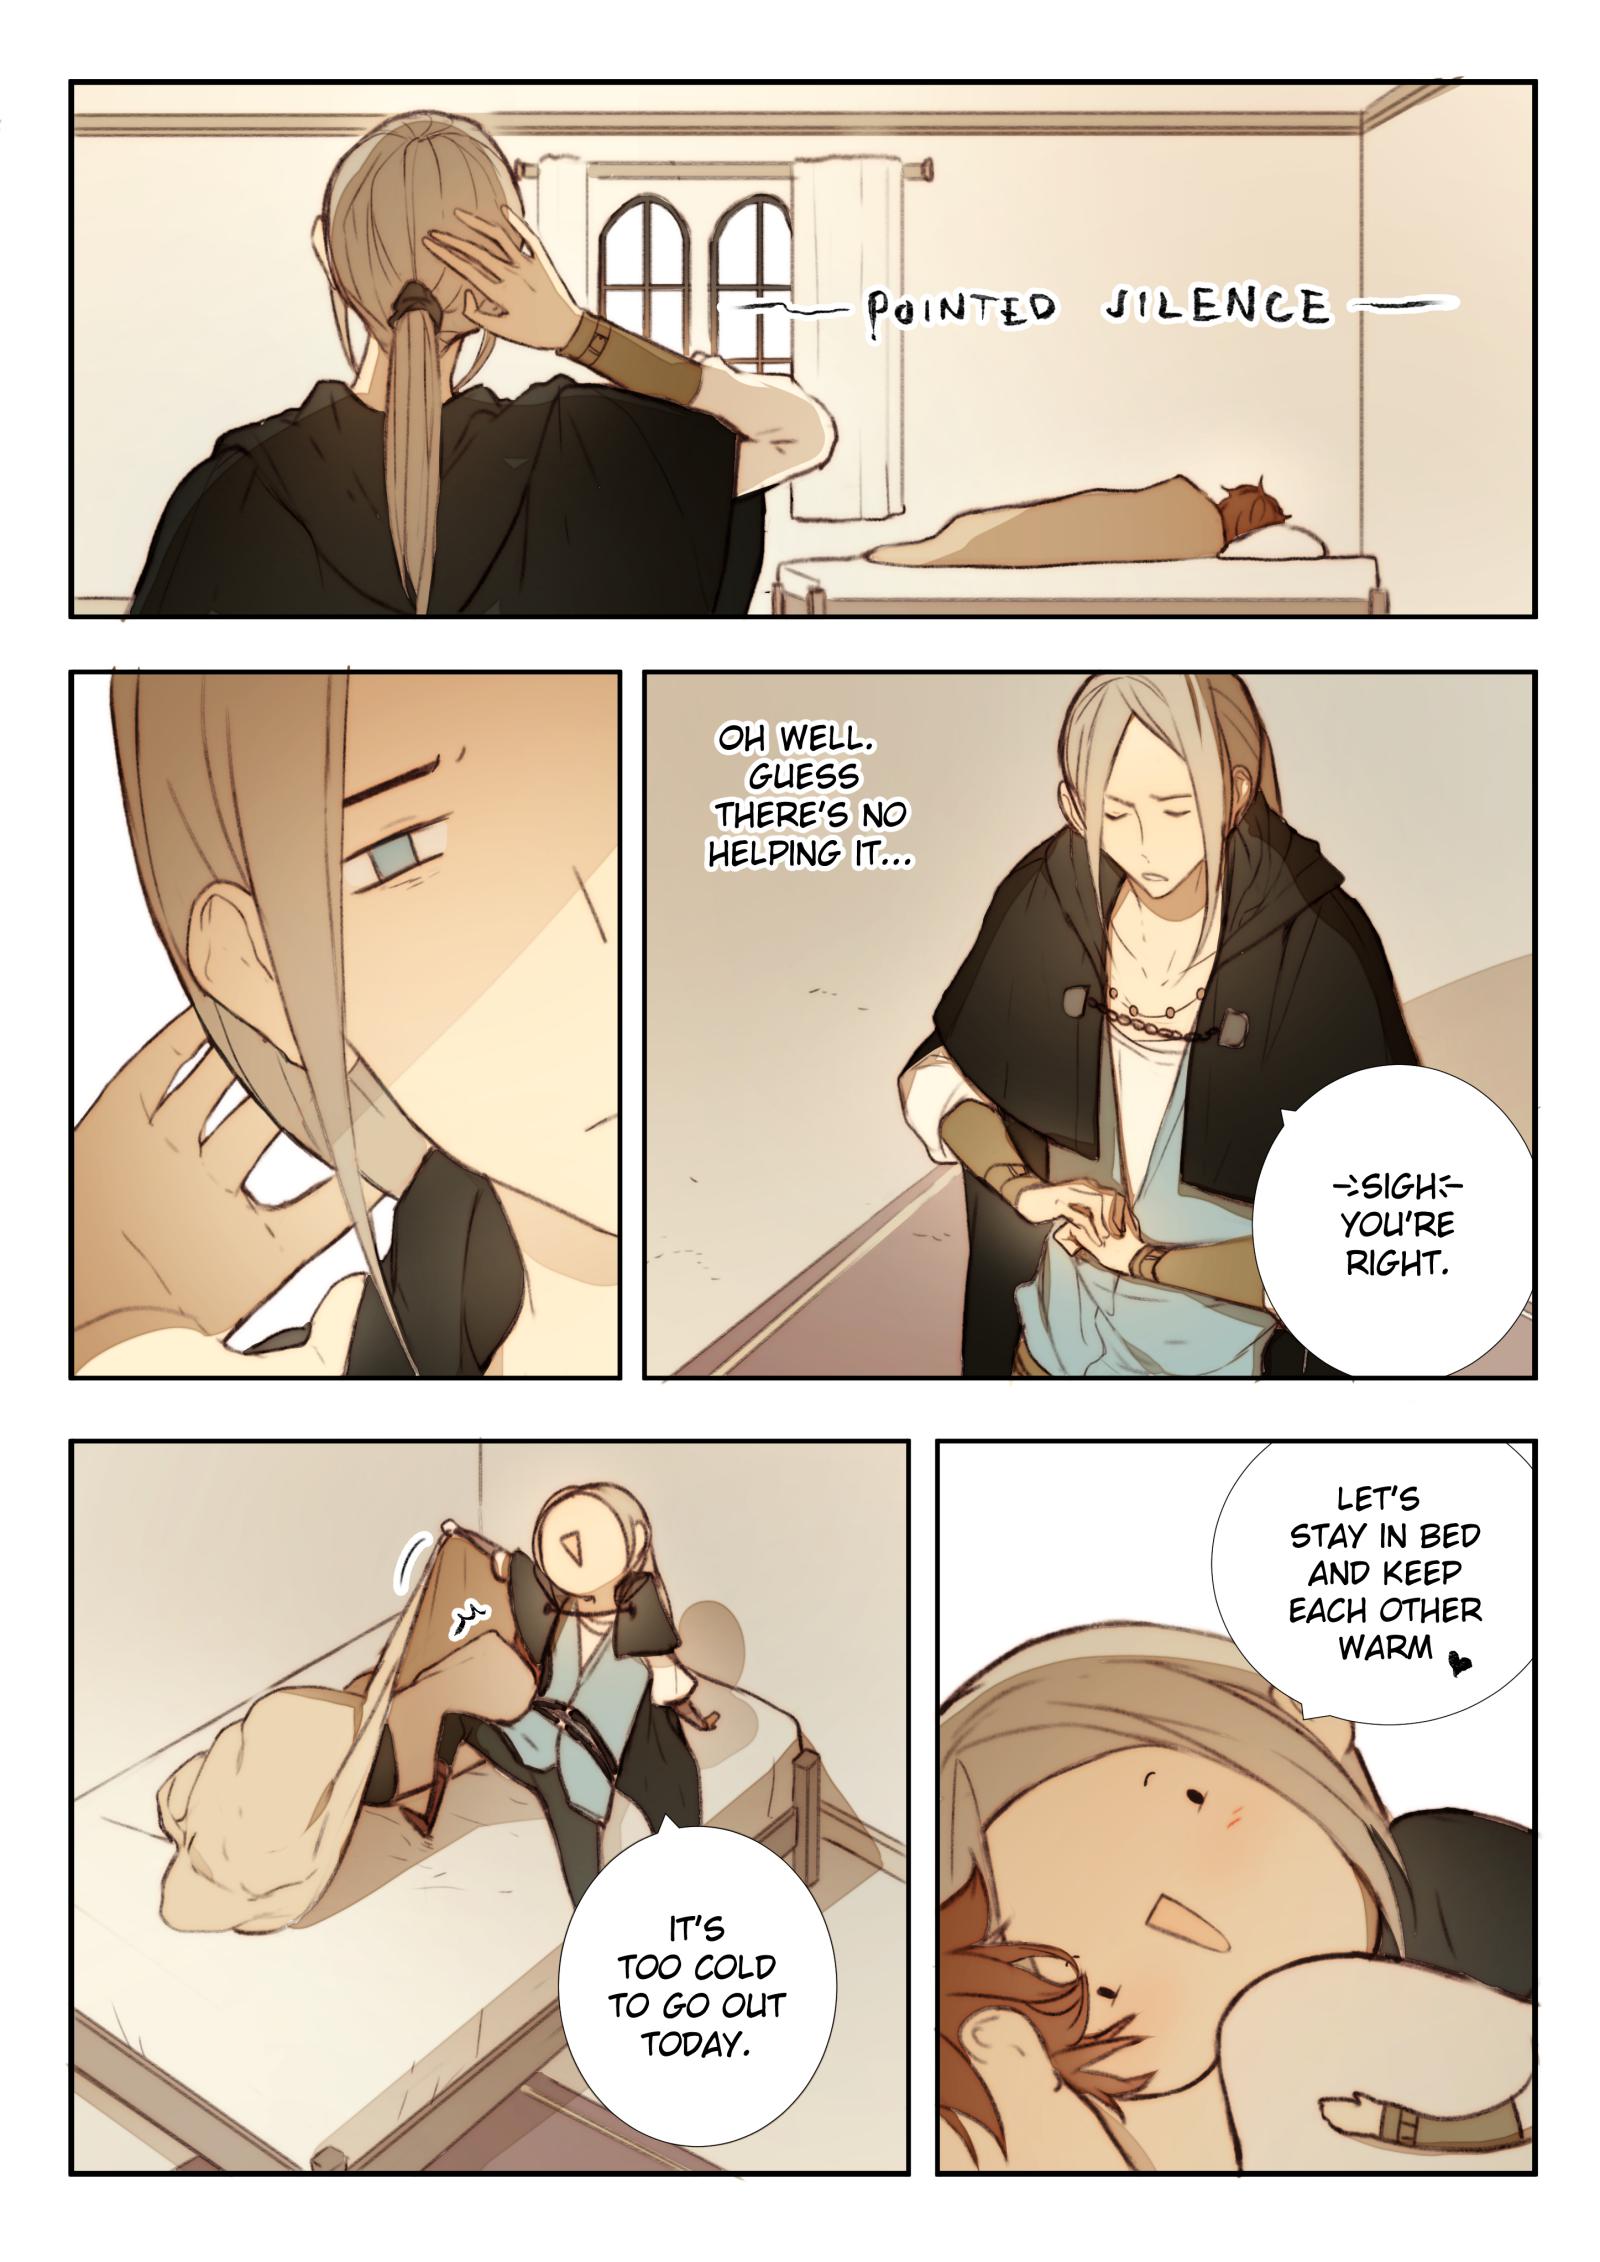 POINTED SILENCE
OH WELL.
GUESS
THERE'S NO
HELPING IT...
SIGH
YOU'RE
RIGHT.
IT'S
TOO COLD
TO GO OUT
TODAY.
LET'S
STAY IN BED
AND KEEP
EACH OTHER
WARM